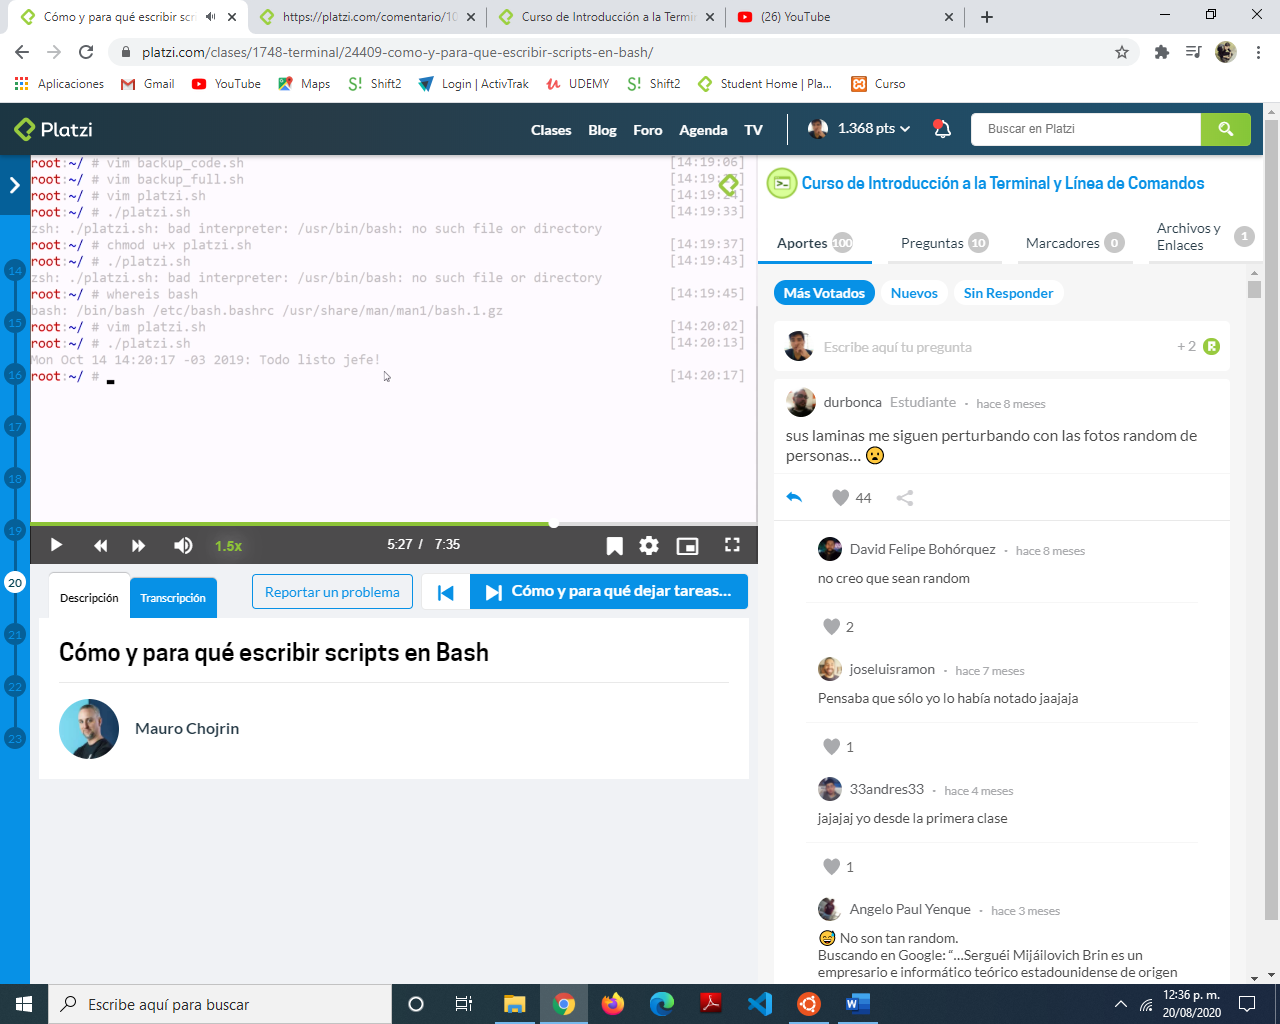 Cómo y para qué escribir scr
https://platzi.com/comentario/10
Curso de Introducción a la Termi
(26) YouTube
platzi.com/clases/1748-terminal/24409-como-y-para-que-escribir-scripts-en-bash/
Aplicaciones
Gmail
YouTube
Maps
Shift2
Login | ActivTrak
UDEMY
Shift2
Student Home | Pla...
Curso
Platzi
Clases
Blog
Foro
Agenda
TV
1.368 pts
Buscar en Platzi
root:~/ # vim backup_code.sh [14:19:06]
root:~/ # vim backup_full.sh
root:~/ # vim platzi.sh
root:~/ # ./platzi.sh [14:19:33]
zsh: ./platzi.sh: bad interpreter: /usr/bin/bash: no such file or directory
root:~/ # chmod u+x platzi.sh [14:19:37]
root:~/ # ./platzi.sh [14:19:43]
zsh: ./platzi.sh: bad interpreter: /usr/bin/bash: no such file or directory
root:~/ # whereis bash [14:19:45]
bash: /bin/bash /etc/bash.bashrc /usr/share/man/man1/bash.1.gz
root:~/ # vim platzi.sh [14:20:02]
root:~/ # ./platzi.sh [14:20:13]
Mon Oct 14 14:20:17 -03 2019: Todo listo jefe!
root:~/ # [14:20:17]
14
15
16
17
18
19
20
21
22
23
1.5x
5:27 / 7:35
Descripción
Transcripción
Reportar un problema
Cómo y para qué dejar tareas...
Cómo y para qué escribir scripts en Bash
Mauro Chojrin
Curso de Introducción a la Terminal y Línea de Comandos
Aportes 100
Preguntas 10
Marcadores 0
Archivos y
Enlaces
1
Más Votados
Nuevos
Sin Responder
Escribe aquí tu pregunta
+ 2
durbonca Estudiante · hace 8 meses
sus laminas me siguen perturbando con las fotos random de
personas... 😦
44
David Felipe Bohórquez · hace 8 meses
no creo que sean random
2
joseluisramon · hace 7 meses
Pensaba que sólo yo lo había notado jaajaja
1
33andres33 · hace 4 meses
jajajaj yo desde la primera clase
1
Angelo Paul Yenque · hace 3 meses
😅 No son tan random.
Buscando en Google: “...Serguéi Mijáilovich Brin es un
empresario e informático teórico estadounidense de origen
Escribe aquí para buscar
12:36 p. m.
20/08/2020